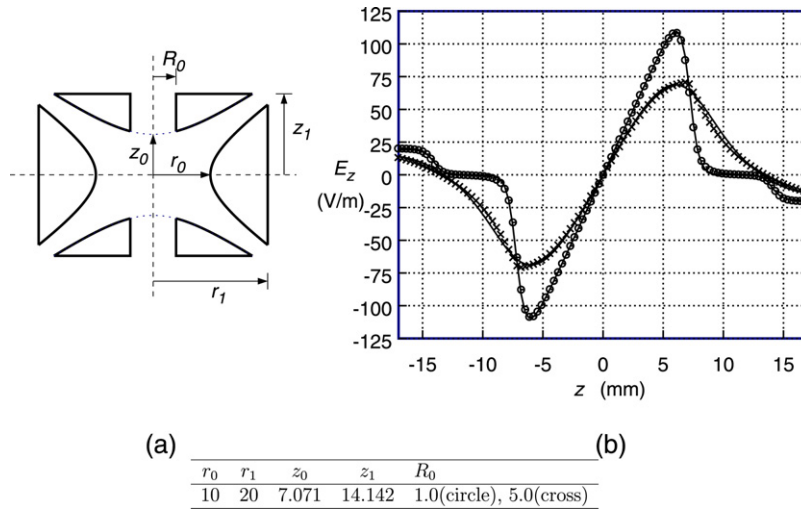 R0
z0
r0
z1
r1
(a)
125
100
75
50
25
0
-25
-50
-75
-100
-125
Ez
(V/m)
-15 -10 -5 0 5 10 15
z (mm)
(b)
r0 r1 z0 z1 R0
10 20 7.071 14.142 1.0(circle), 5.0(cross)